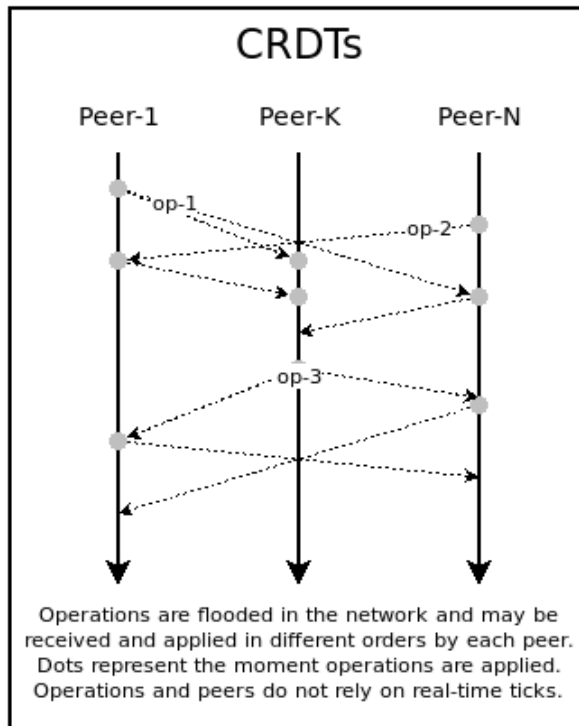 CRDTs
Peer-1 Peer-K Peer-N
op-1
op-2
op-3
Operations are flooded in the network and may be
received and applied in different orders by each peer.
Dots represent the moment operations are applied.
Operations and peers do not rely on real-time ticks.